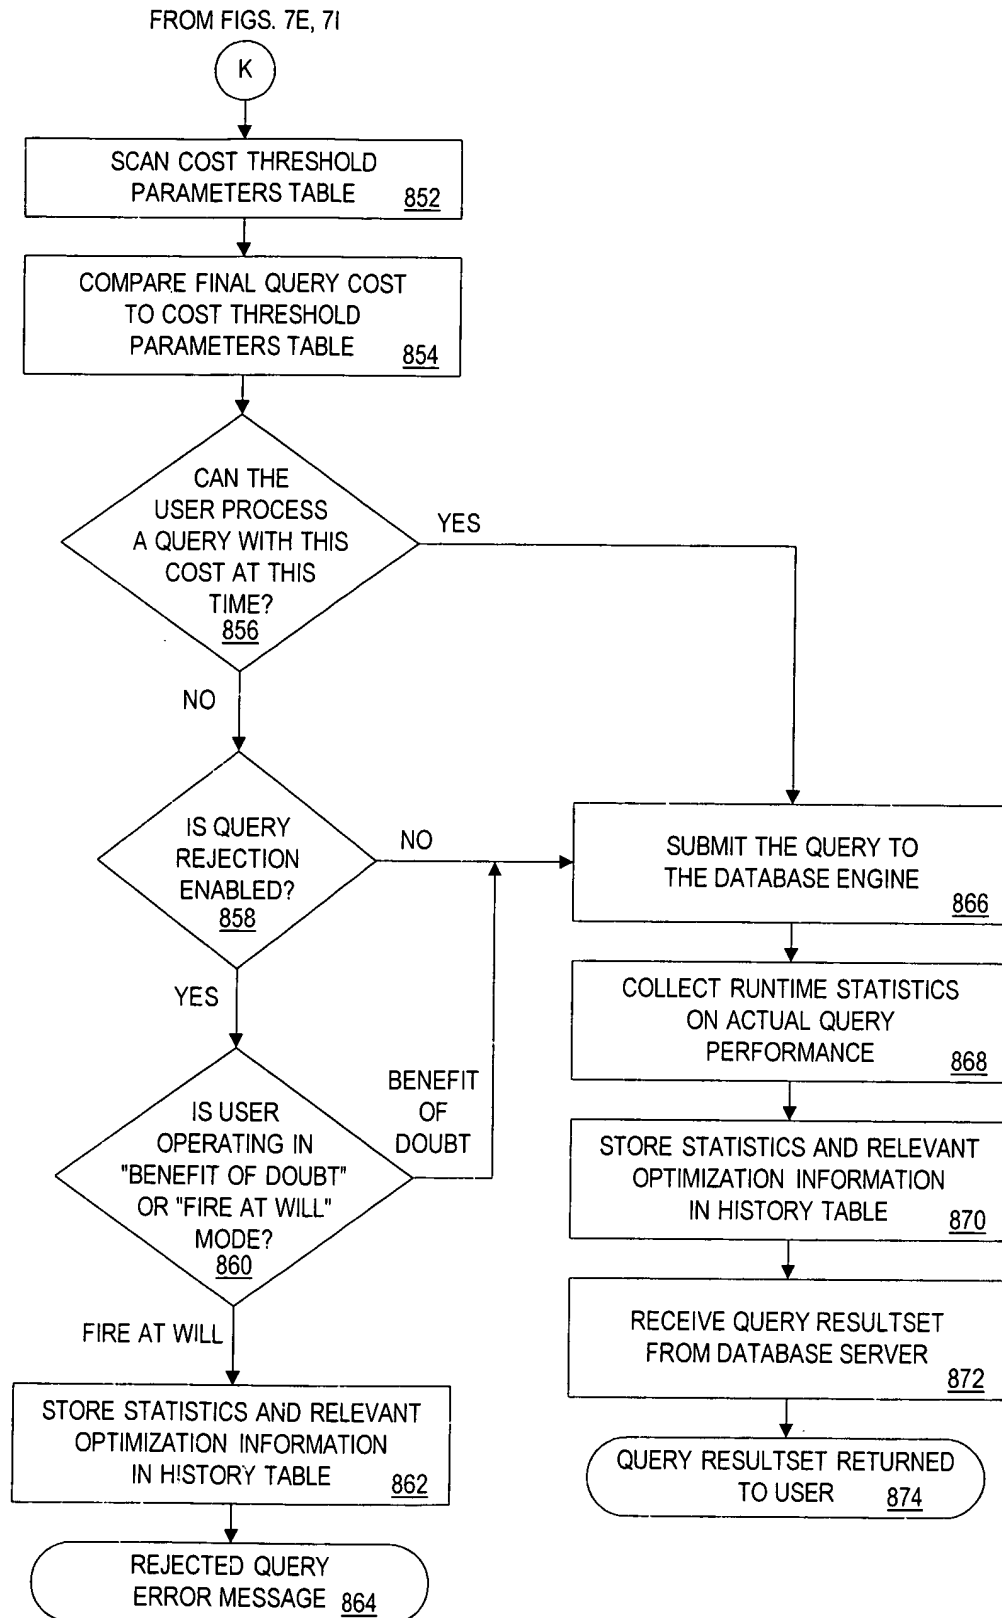 FROM FIGS. 7E, 7I
K
SCAN COST THRESHOLD
PARAMETERS TABLE 852
COMPARE FINAL QUERY COST
TO COST THRESHOLD
PARAMETERS TABLE 854
CAN THE
USER PROCESS
A QUERY WITH THIS
COST AT THIS
TIME?
856
YES
NO
IS QUERY
REJECTION
ENABLED?
858
NO
YES
IS USER
OPERATING IN
"BENEFIT OF DOUBT"
OR "FIRE AT WILL"
MODE?
860
BENEFIT
OF
DOUBT
FIRE AT WILL
STORE STATISTICS AND RELEVANT
OPTIMIZATION INFORMATION
IN HISTORY TABLE 862
REJECTED QUERY
ERROR MESSAGE 864
SUBMIT THE QUERY TO
THE DATABASE ENGINE
866
COLLECT RUNTIME STATISTICS
ON ACTUAL QUERY
PERFORMANCE 868
STORE STATISTICS AND RELEVANT
OPTIMIZATION INFORMATION
IN HISTORY TABLE 870
RECEIVE QUERY RESULTSET
FROM DATABASE SERVER
872
QUERY RESULTSET RETURNED
TO USER 874